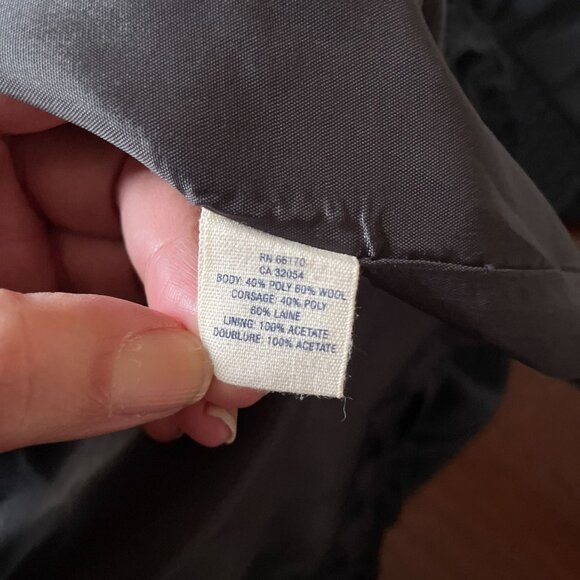 RN 66170
CA 32054
BODY: 40% POLY 60% WOOL
CORSAGE: 40% POLY
60% LAINE
LINING: 100% ACETATE
DOUBLURE: 100% ACETATE